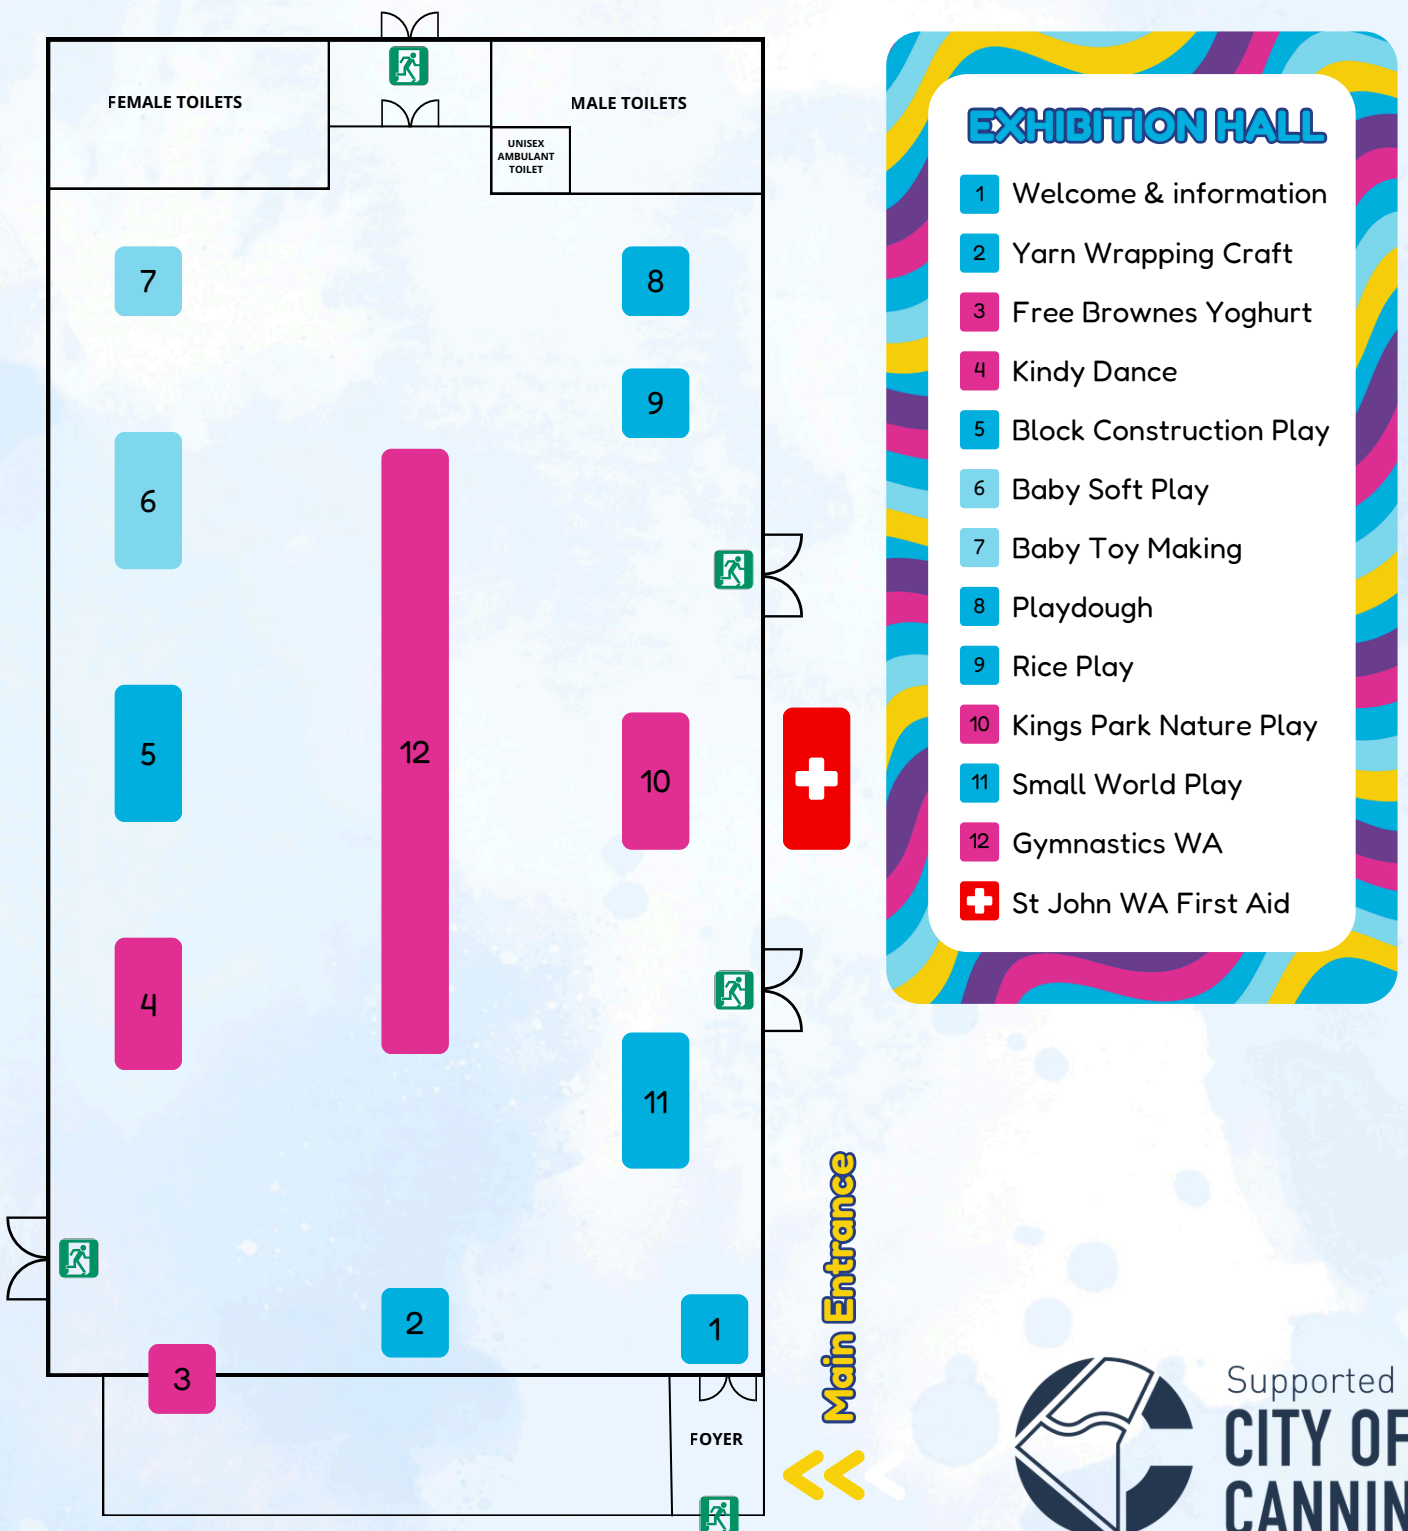 FEMALE TOILETS
MALE TOILETS
UNISEX
AMBULANT
TOILET
7
8
9
6
12
5
10
4
11
2
1
3
FOYER
Main Entrance
EXHIBITION HALL
1 Welcome & information
2 Yarn Wrapping Craft
3 Free Brownes Yoghurt
4 Kindy Dance
5 Block Construction Play
6 Baby Soft Play
7 Baby Toy Making
8 Playdough
9 Rice Play
10 Kings Park Nature Play
11 Small World Play
12 Gymnastics WA
St John WA First Aid
Supported
CITY OF
CANNIN